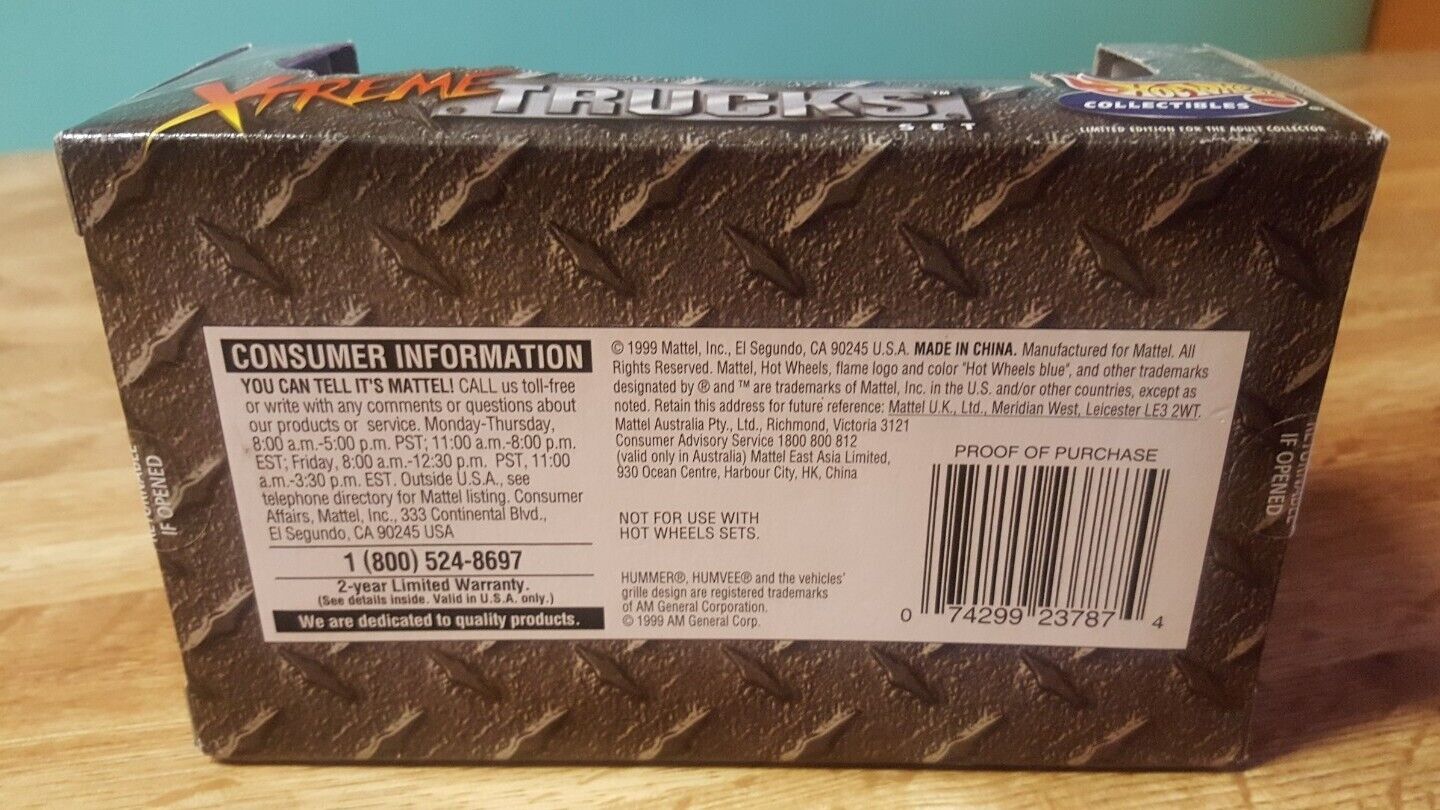 XTREME TRUCKS™
SET
HOT WHEELS
COLLECTIBLES
LIMITED EDITION FOR THE ADULT COLLECTOR
CONSUMER INFORMATION
YOU CAN TELL IT'S MATTEL! CALL us toll-free
or write with any comments or questions about
our products or service. Monday-Thursday,
8:00 a.m.-5:00 p.m. PST; 11:00 a.m.-8:00 p.m.
EST; Friday, 8:00 a.m.-12:30 p.m. PST, 11:00
a.m.-3:30 p.m. EST. Outside U.S.A., see
telephone directory for Mattel listing. Consumer
Affairs, Mattel, Inc., 333 Continental Blvd.,
El Segundo, CA 90245 USA
1 (800) 524-8697
2-year Limited Warranty.
(See details inside. Valid in U.S.A. only.)
We are dedicated to quality products.
© 1999 Mattel, Inc., El Segundo, CA 90245 U.S.A. MADE IN CHINA. Manufactured for Mattel. All
Rights Reserved. Mattel, Hot Wheels, flame logo and color "Hot Wheels blue", and other trademarks
designated by ® and ™ are trademarks of Mattel, Inc. in the U.S. and/or other countries, except as
noted. Retain this address for future reference: Mattel U.K., Ltd., Meridian West, Leicester LE3 2WT.
Mattel Australia Pty., Ltd., Richmond, Victoria 3121
Consumer Advisory Service 1800 800 812
(valid only in Australia) Mattel East Asia Limited,
930 Ocean Centre, Harbour City, HK, China
NOT FOR USE WITH
HOT WHEELS SETS.
HUMMER®, HUMVEE® and the vehicles'
grille design are registered trademarks
of AM General Corporation.
© 1999 AM General Corp.
PROOF OF PURCHASE
0 74299 23787 4
IF OPENED
IF OPENED